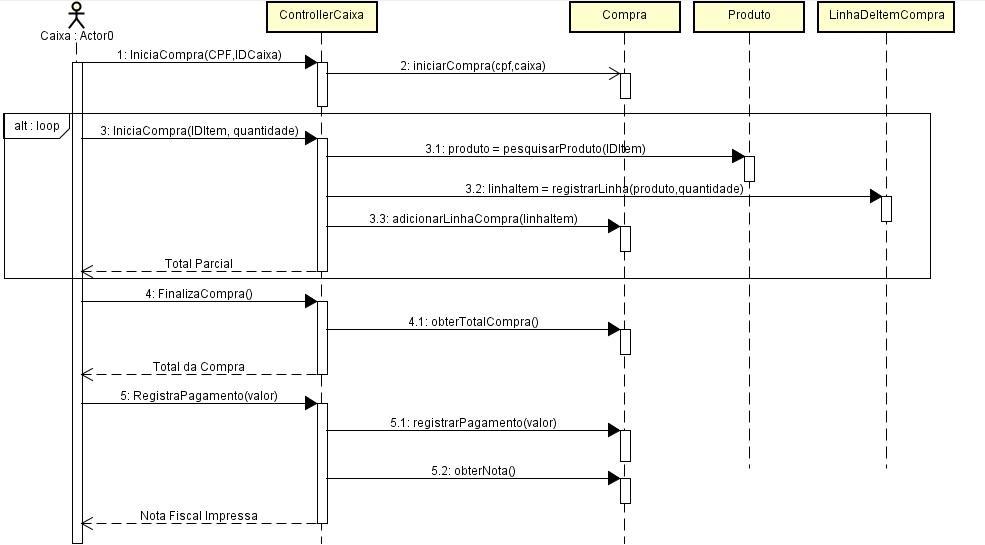 ControllerCaixa
Compra
Produto
LinhaDeItemCompra
Caixa : Actor0
1: IniciaCompra(CPF,IDCaixa)
2: iniciarCompra(cpf,caixa)
alt : loop
3: IniciaCompra(IDItem, quantidade)
3.1: produto = pesquisarProduto(IDItem)
3.2: linhaItem = registrarLinha(produto,quantidade)
3.3: adicionarLinhaCompra(linhaItem)
Total Parcial
4: FinalizaCompra()
4.1: obterTotalCompra()
Total da Compra
5: RegistraPagamento(valor)
5.1: registrarPagamento(valor)
5.2: obterNota()
Nota Fiscal Impressa